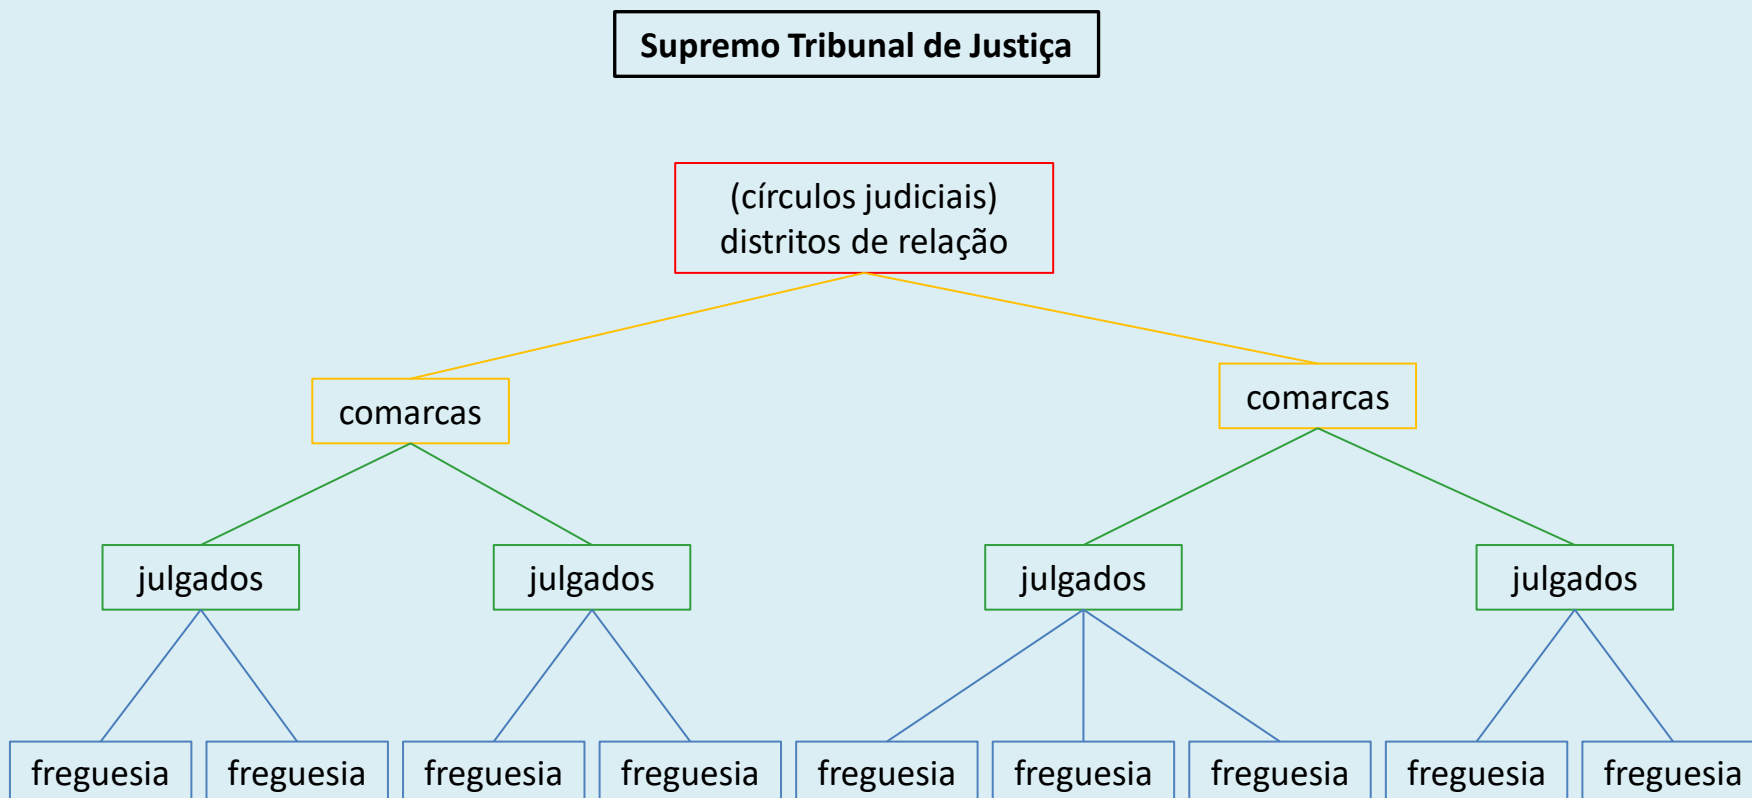 Supremo Tribunal de Justiça
(círculos judiciais)
distritos de relação
comarcas
comarcas
julgados
julgados
julgados
julgados
freguesia
freguesia
freguesia
freguesia
freguesia
freguesia
freguesia
freguesia
freguesia